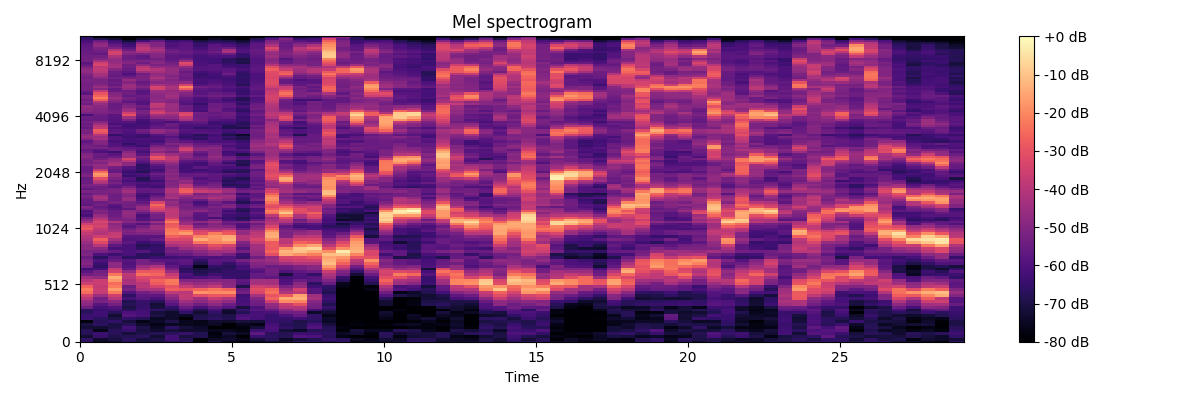 Mel spectrogram
8192
4096
2048
1024
512
0
Hz
0 5 10 15 20 25
Time
+0 dB
-10 dB
-20 dB
-30 dB
-40 dB
-50 dB
-60 dB
-70 dB
-80 dB